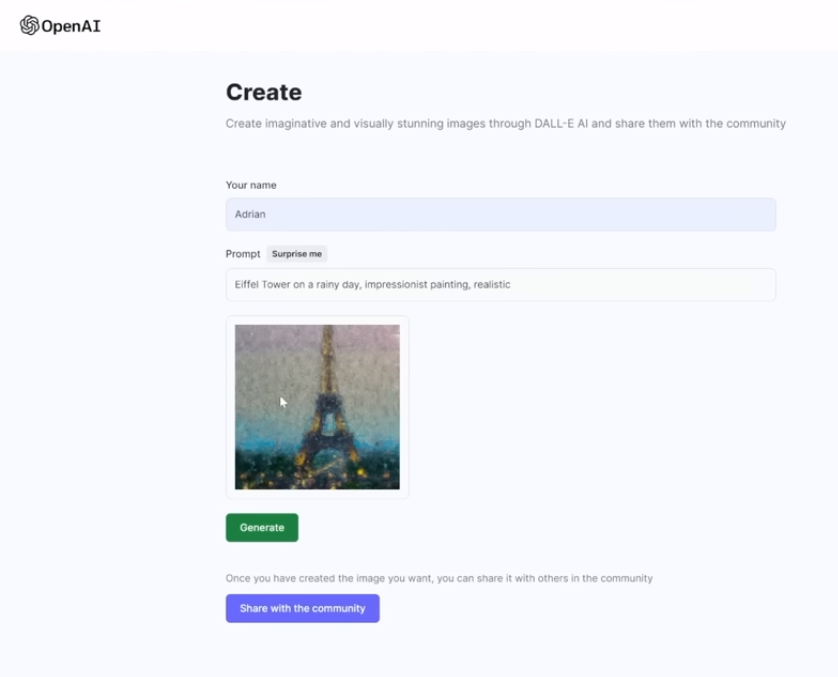 OpenAI
Create
Create imaginative and visually stunning images through DALL-E AI and share them with the community
Your name
Adrian
Prompt Surprise me
Eiffel Tower on a rainy day, impressionist painting, realistic
Generate
Once you have created the image you want, you can share it with others in the community
Share with the community